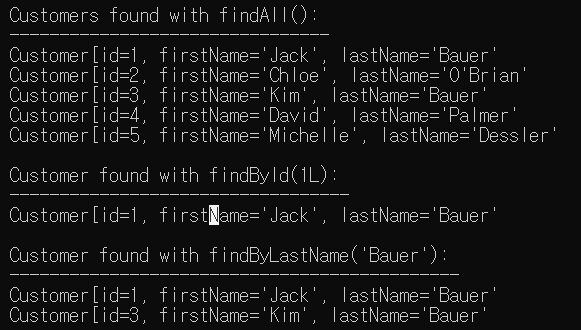 Customers found with findAll():
--------------------------------
Customer[id=1, firstName='Jack', lastName='Bauer'
Customer[id=2, firstName='Chloe', lastName='O'Brian'
Customer[id=3, firstName='Kim', lastName='Bauer'
Customer[id=4, firstName='David', lastName='Palmer'
Customer[id=5, firstName='Michelle', lastName='Dessler'
Customer found with findById(1L):
----------------------------------
Customer[id=1, firstName='Jack', lastName='Bauer'
Customer found with findByLastName('Bauer'):
---------------------------------------------
Customer[id=1, firstName='Jack', lastName='Bauer'
Customer[id=3, firstName='Kim', lastName='Bauer'